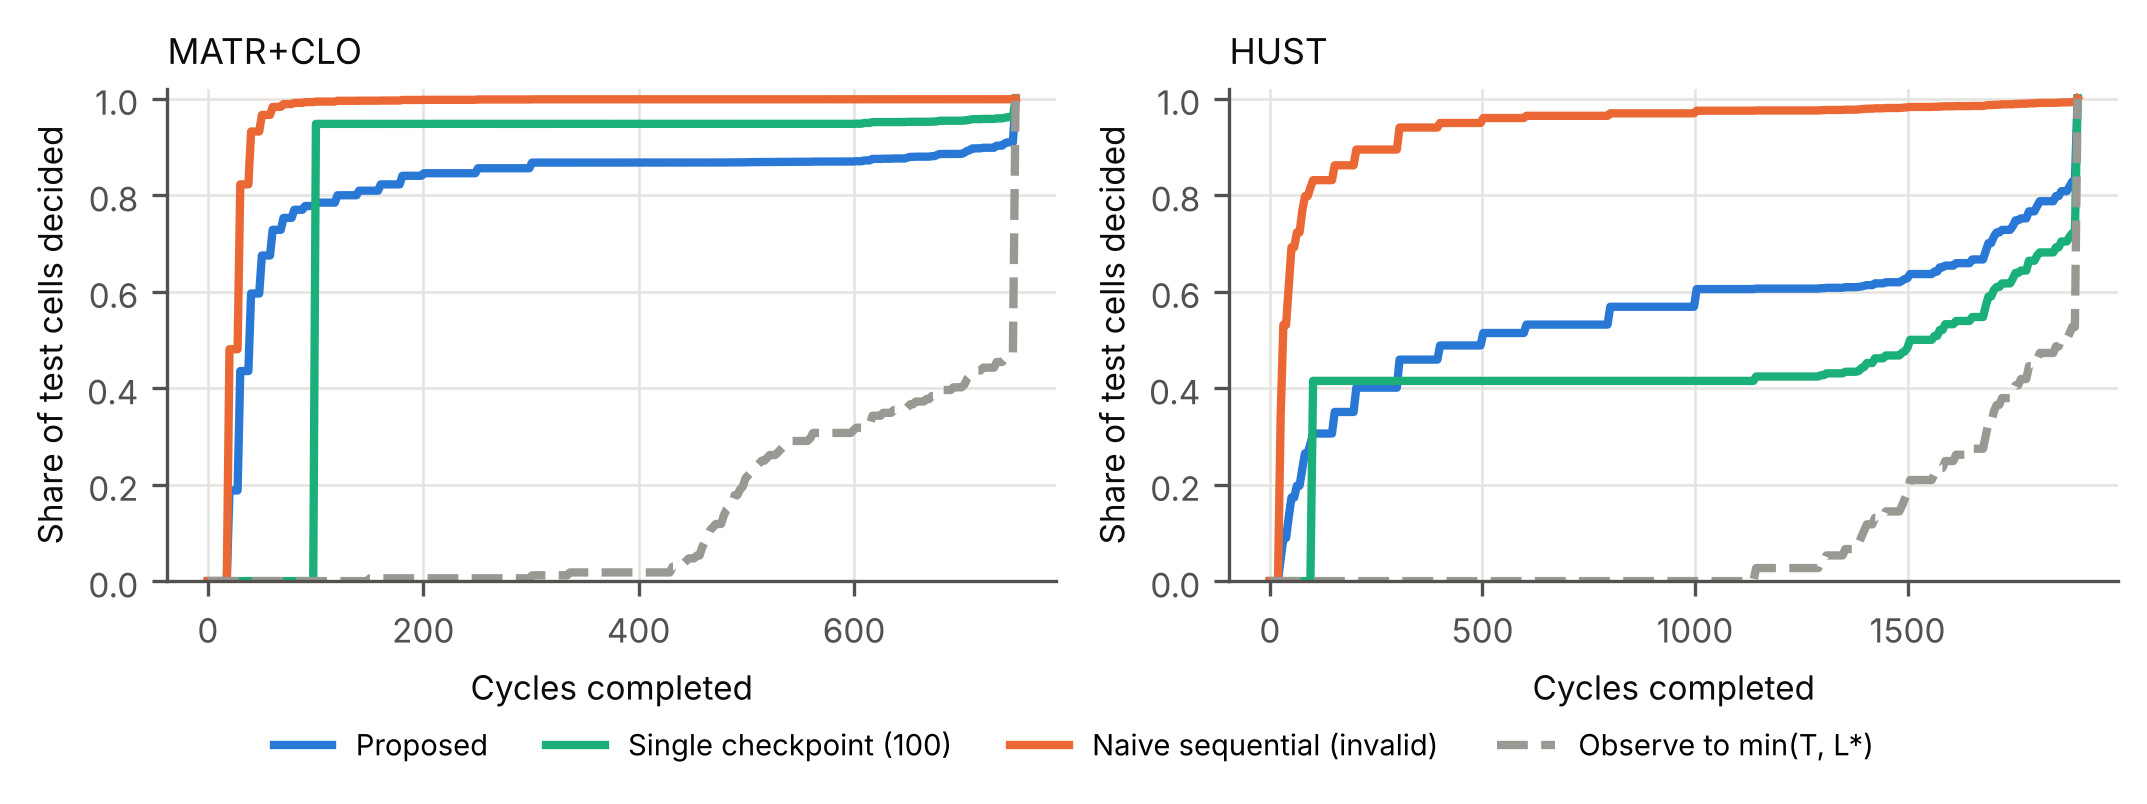 MATR+CLO
HUST
Share of test cells decided
1.0
0.8
0.6
0.4
0.2
0.0
0 200 400 600
Cycles completed
Share of test cells decided
1.0
0.8
0.6
0.4
0.2
0.0
0 500 1000 1500
Cycles completed
Proposed Single checkpoint (100) Naive sequential (invalid) Observe to min(T, L*)